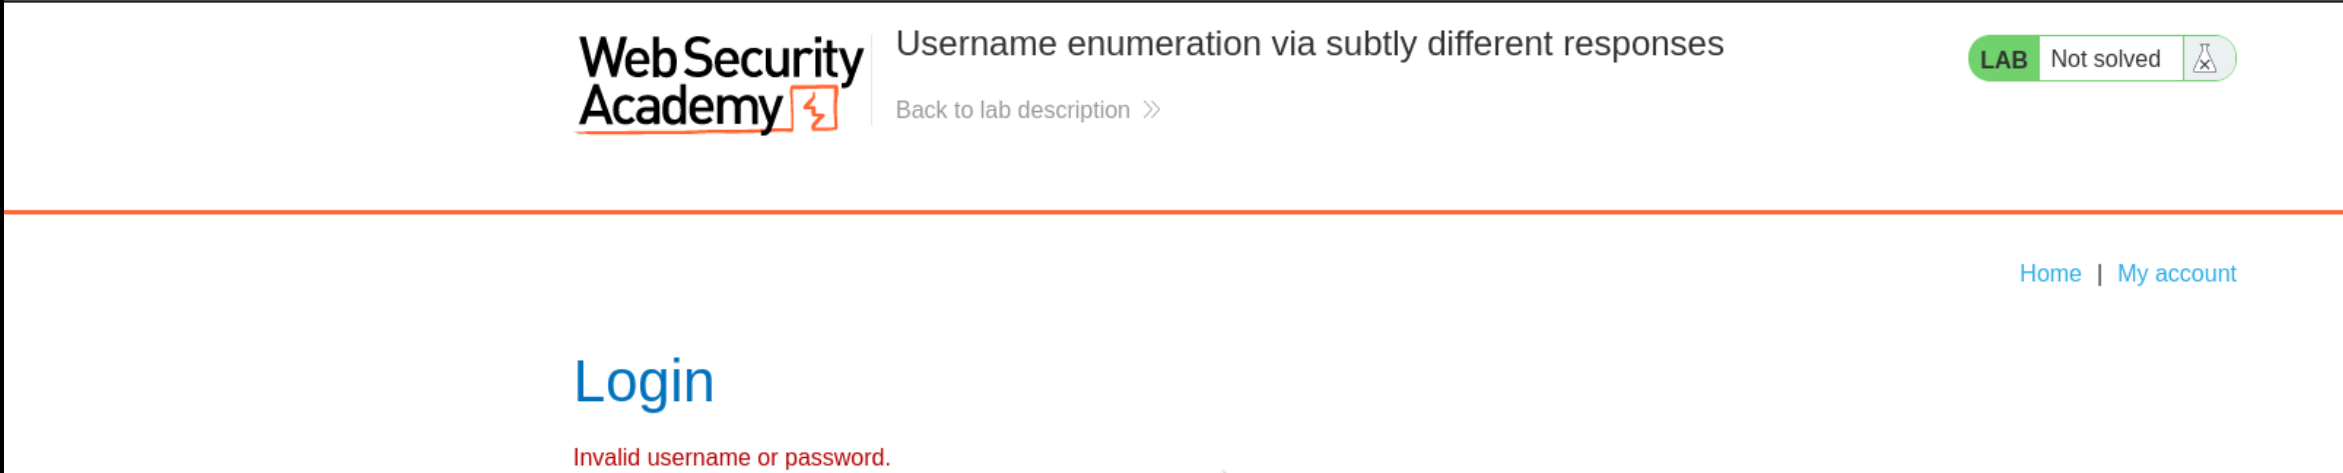 Web Security
Academy
Username enumeration via subtly different responses
Back to lab description
LAB Not solved
Home | My account
Login
Invalid username or password.